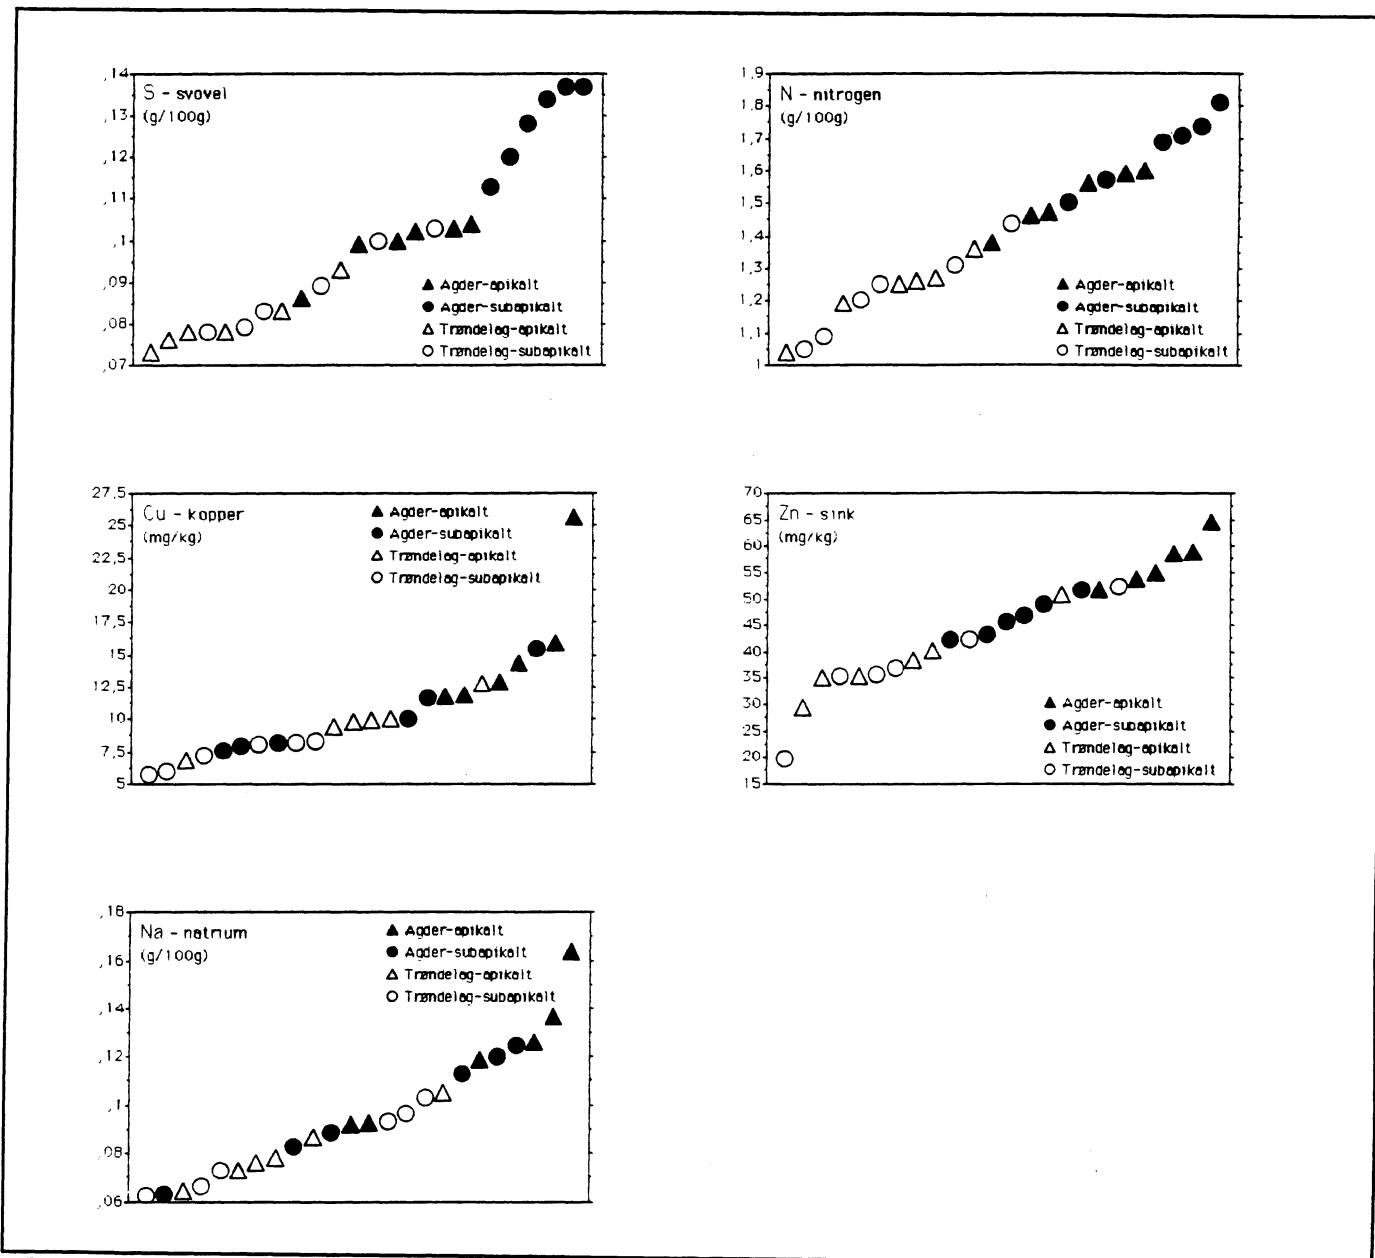 ,14
,13
,12
,11
,1
,09
,08
,07
S - svovel
(g/100g)
▲ Agder-apikalt
● Agder-subapikalt
△ Trøndelag-apikalt
○ Trøndelag-subapikalt
1,9
1,8
1,7
1,6
1,5
1,4
1,3
1,2
1,1
1
N - nitrogen
(g/100g)
▲ Agder-apikalt
● Agder-subapikalt
△ Trøndelag-apikalt
○ Trøndelag-subapikalt
27,5
25
22,5
20
17,5
15
12,5
10
7,5
5
Cu - kopper
(mg/kg)
▲ Agder-apikalt
● Agder-subapikalt
△ Trøndelag-apikalt
○ Trøndelag-subapikalt
70
65
60
55
50
45
40
35
30
25
20
15
Zn - sink
(mg/kg)
▲ Agder-apikalt
● Agder-subapikalt
△ Trøndelag-apikalt
○ Trøndelag-subapikalt
,18
,16
,14
,12
,1
,08
,06
Na - natrium
(g/100g)
▲ Agder-apikalt
● Agder-subapikalt
△ Trøndelag-apikalt
○ Trøndelag-subapikalt